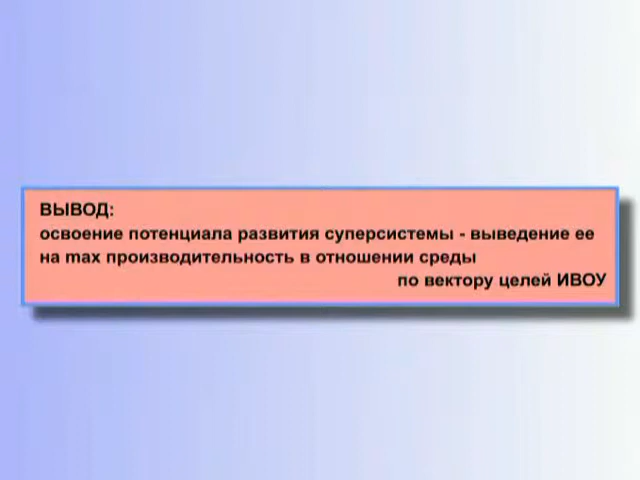 ВЫВОД:
освоение потенциала развития суперсистемы - выведение ее
на max производительность в отношении среды
по вектору целей ИВОУ